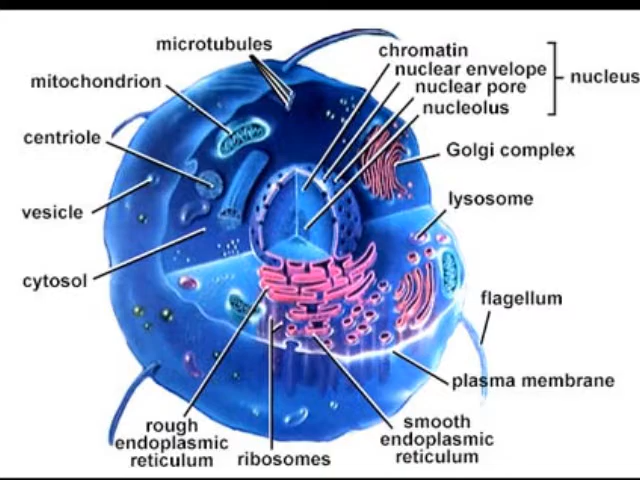 microtubules
chromatin
nuclear envelope
nuclear pore
nucleolus
nucleus
mitochondrion
centriole
Golgi complex
vesicle
lysosome
cytosol
flagellum
plasma membrane
rough
endoplasmic
reticulum
ribosomes
smooth
endoplasmic
reticulum